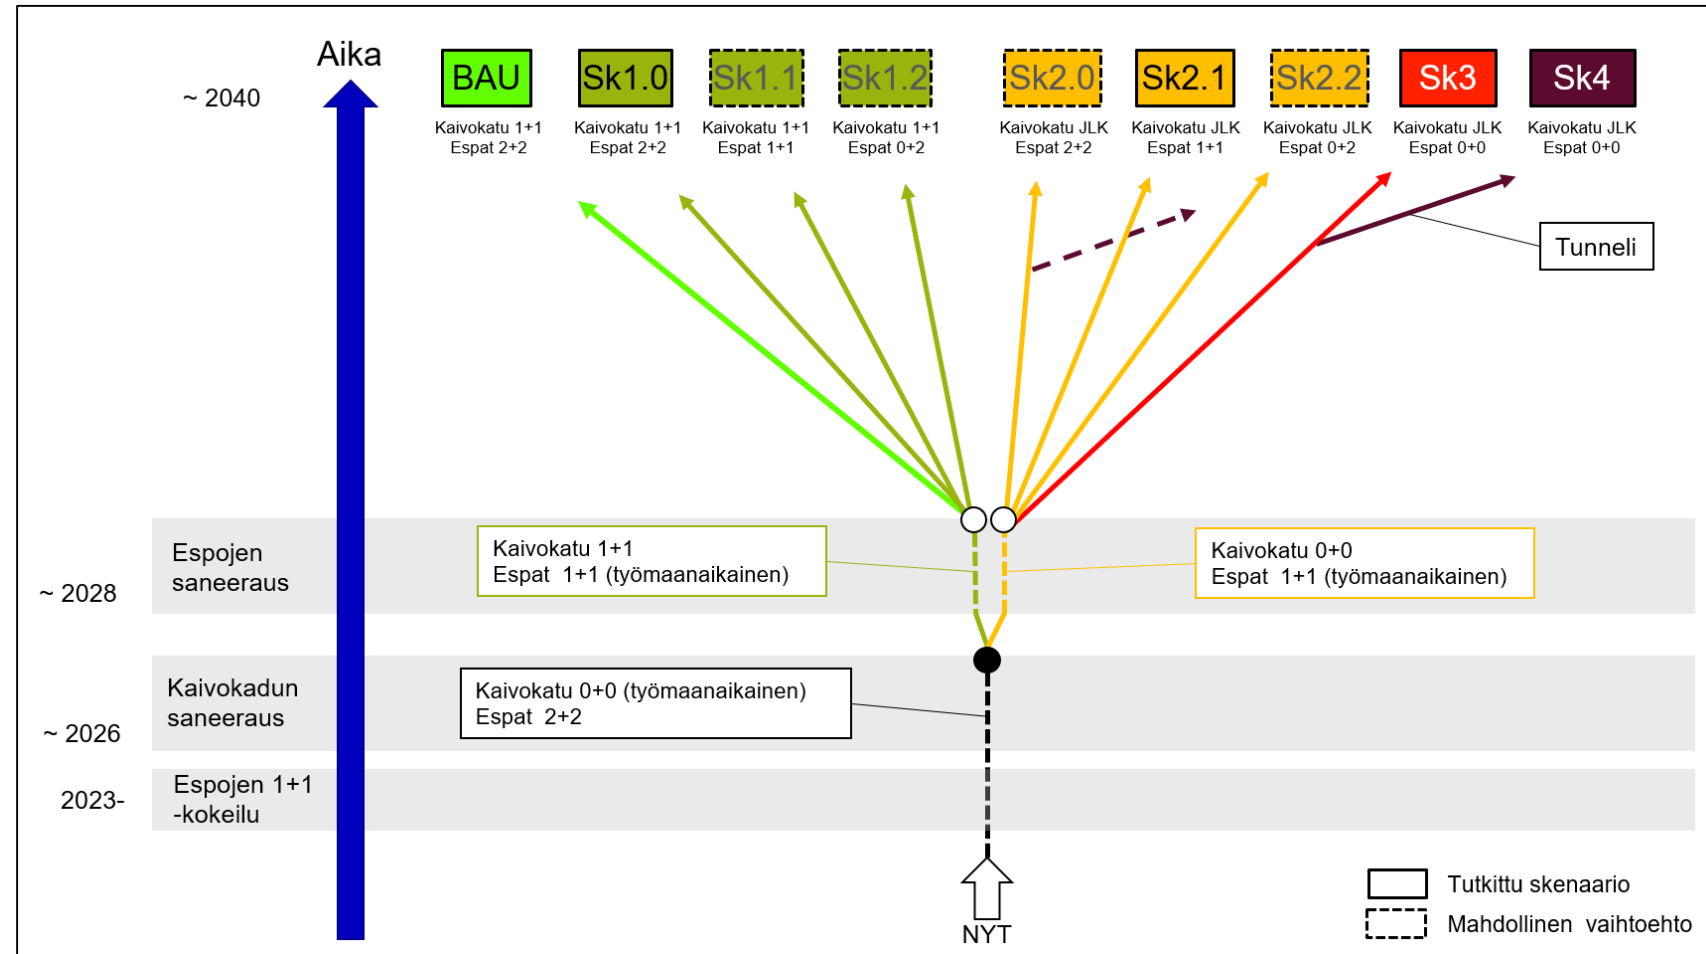 Aika
~ 2040
BAU
Sk1.0
Sk1.1
Sk1.2
Sk2.0
Sk2.1
Sk2.2
Sk3
Sk4
Kaivokatu 1+1
Espat 2+2
Kaivokatu 1+1
Espat 2+2
Kaivokatu 1+1
Espat 1+1
Kaivokatu 1+1
Espat 0+2
Kaivokatu JLK
Espat 2+2
Kaivokatu JLK
Espat 1+1
Kaivokatu JLK
Espat 0+2
Kaivokatu JLK
Espat 0+0
Kaivokatu JLK
Espat 0+0
Tunneli
Espojen
saneeraus
~ 2028
Kaivokatu 1+1
Espat 1+1 (työmaanaikainen)
Kaivokatu 0+0
Espat 1+1 (työmaanaikainen)
Kaivokadun
saneeraus
~ 2026
Kaivokatu 0+0 (työmaanaikainen)
Espat 2+2
2023-
Espojen 1+1
-kokeilu
NYT
Tutkittu skenaario
Mahdollinen vaihtoehto